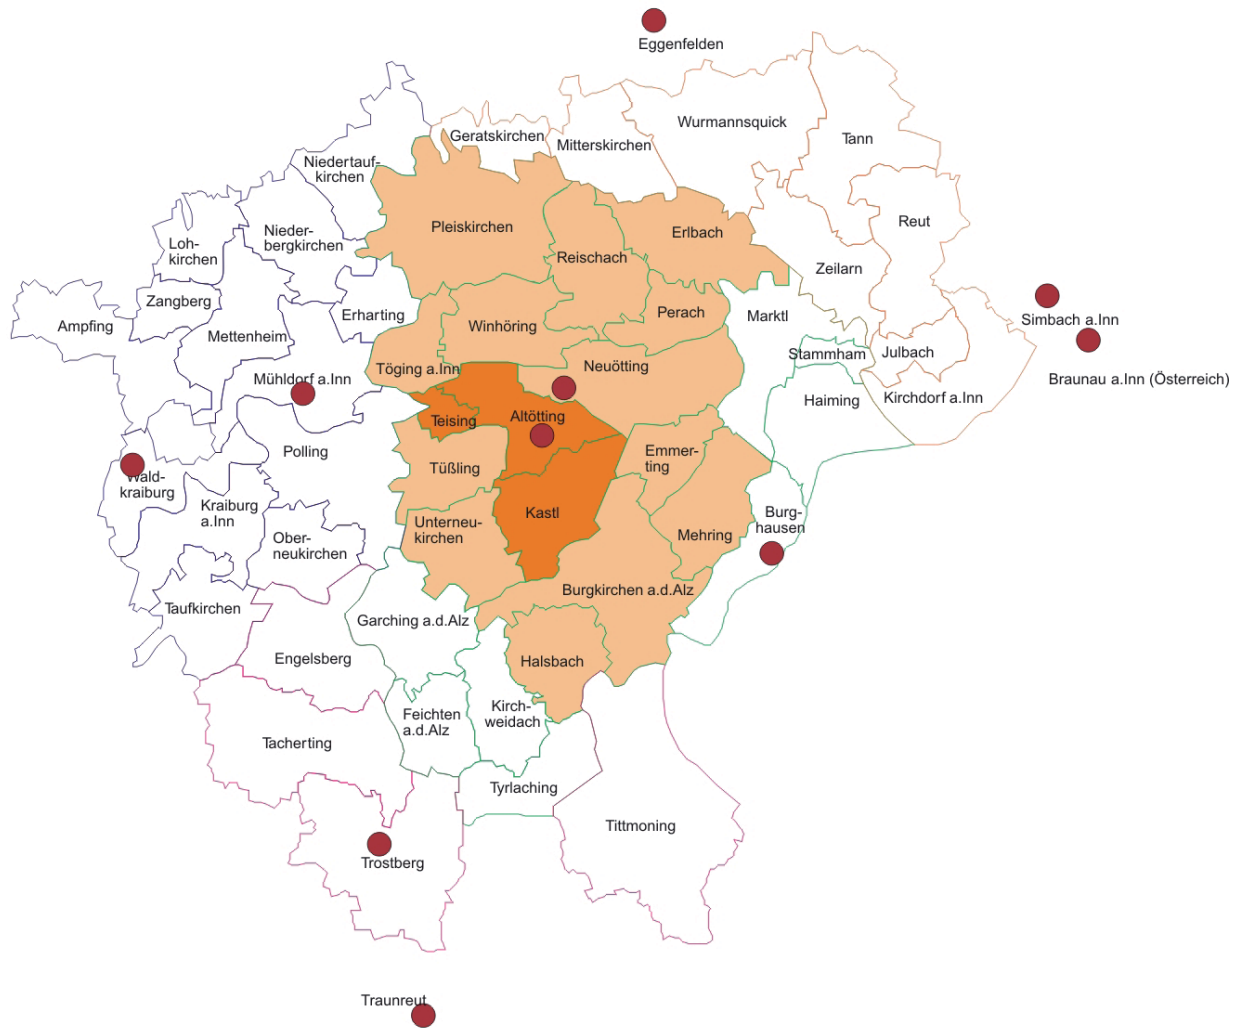 Eggenfelden
Wurmannsquick
Geratskirchen
Mitterskirchen
Tann
Niedertauf-
kirchen
Pleiskirchen
Erlbach
Reut
Nieder-
bergkirchen
Loh-
kirchen
Reischach
Zeilarn
Zangberg
Erharting
Winhöring
Perach
Marktl
Simbach a.Inn
Ampfing
Mettenheim
Stammham
Julbach
Töging a.Inn
Neuötting
Mühldorf a.Inn
Braunau a.Inn (Österreich)
Haiming
Kirchdorf a.Inn
Teising
Altötting
Polling
Tüßling
Emmer-
ting
Wald-
kraiburg
Kraiburg
a.Inn
Kastl
Burg-
hausen
Unterneu-
kirchen
Mehring
Ober-
neukirchen
Burgkirchen a.d.Alz
Taufkirchen
Garching a.d.Alz
Engelsberg
Halsbach
Feichten
a.d.Alz
Kirch-
weidach
Tacherting
Tyrlaching
Tittmoning
Trostberg
Traunreut